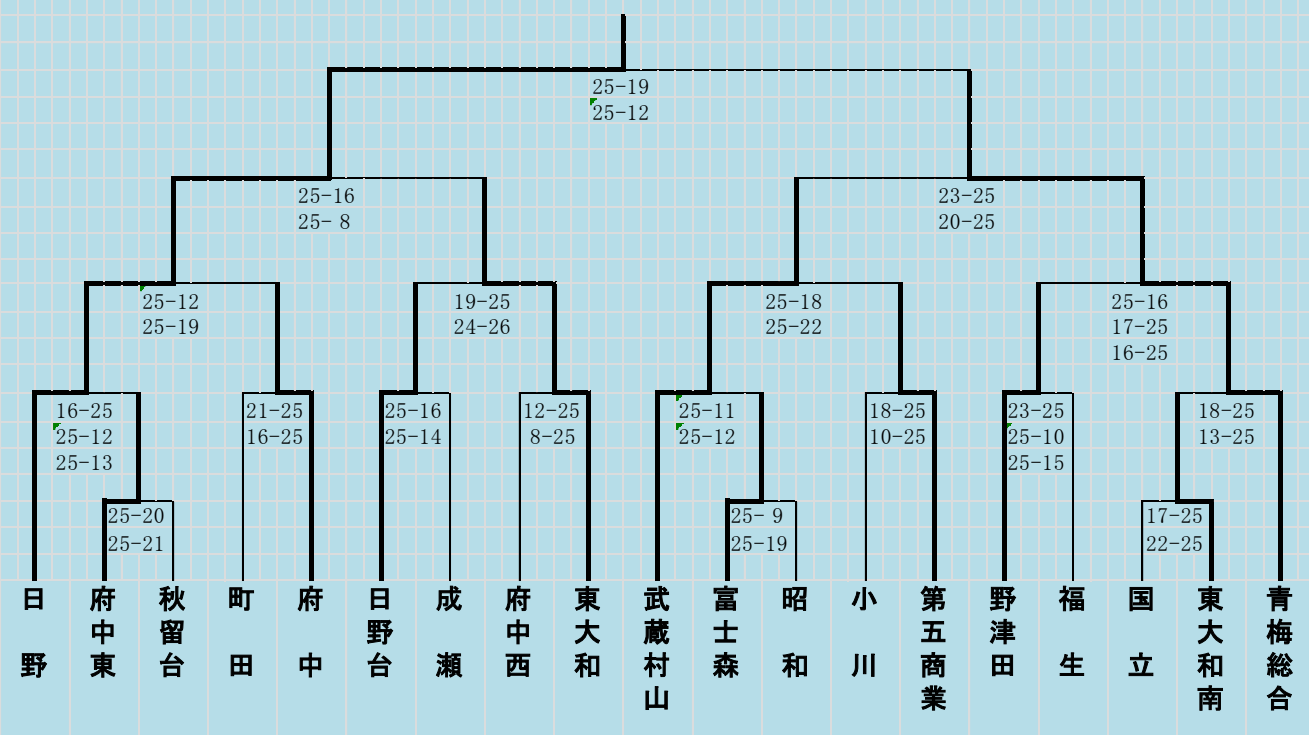 25-19
25-12
25-16
25- 8
23-25
20-25
25-12
25-19
19-25
24-26
25-18
25-22
25-16
17-25
16-25
16-25
25-12
25-13
21-25
16-25
25-16
25-14
12-25
8-25
25-11
25-12
18-25
10-25
23-25
25-10
25-15
18-25
13-25
25-20
25-21
25- 9
25-19
17-25
22-25
日野
府中東
秋留台
町田
府中
日野台
成瀬
府中西
東大和
武蔵村山
富士森
昭和
小川
第五商業
野津田
福生
国立
東大和南
青梅総合